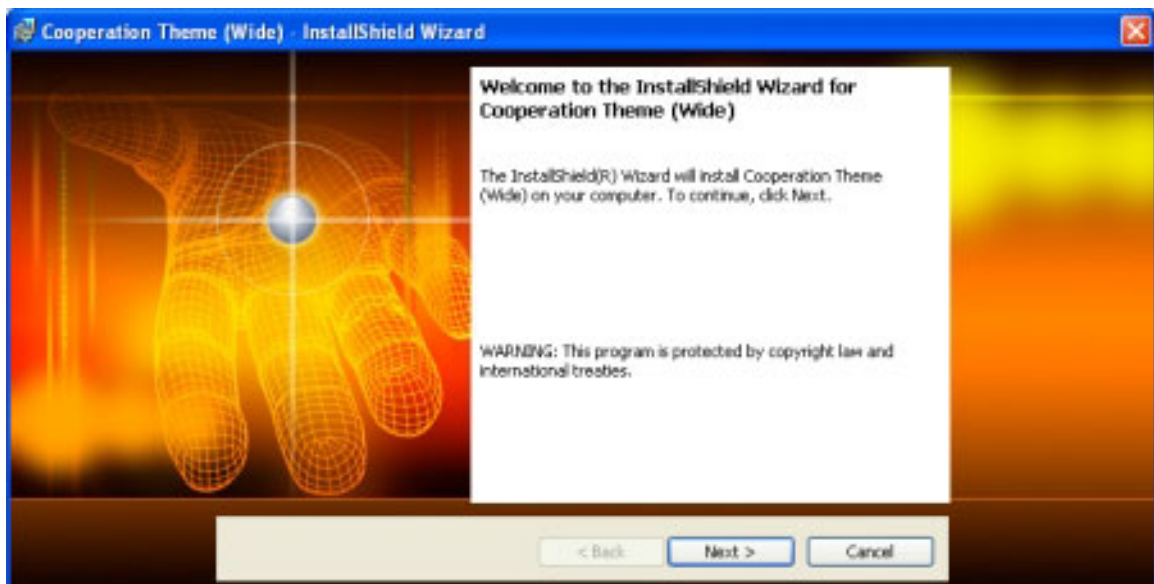 Cooperation Theme (Wide) - InstallShield Wizard
Welcome to the InstallShield Wizard for
Cooperation Theme (Wide)
The InstallShield(R) Wizard will install Cooperation Theme
(Wide) on your computer. To continue, click Next.
WARNING: This program is protected by copyright law and
international treaties.
< Back
Next >
Cancel